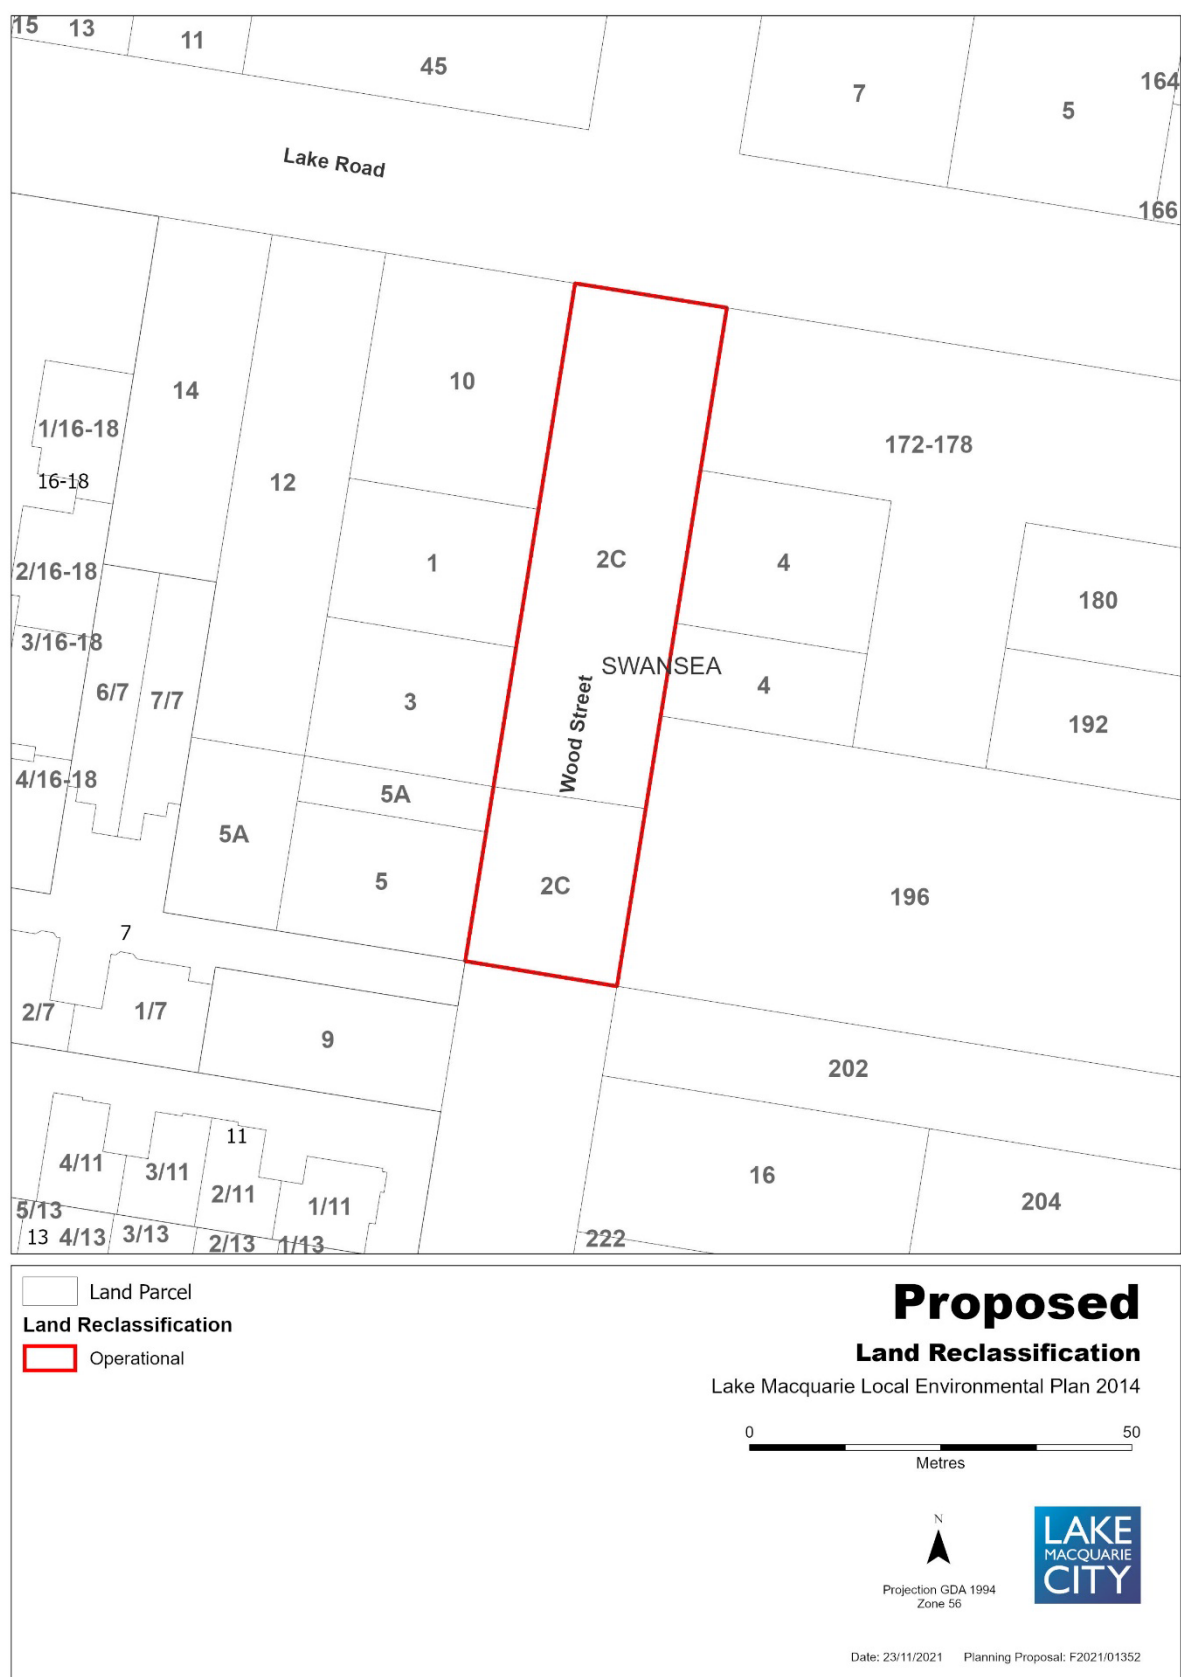 15
13
11
45
7
5
164
166
Lake Road
14
12
10
1/16-18
16-18
2/16-18
3/16-18
4/16-18
6/7
7/7
1
3
5A
5A
5
2C
SWANSEA
Wood Street
2C
172-178
4
4
180
192
196
7
2/7
1/7
9
202
16
204
222
11
4/11
3/11
2/11
1/11
5/13
13
4/13
3/13
2/13
1/13
Land Parcel
Land Reclassification
Operational
Proposed
Land Reclassification
Lake Macquarie Local Environmental Plan 2014
0 50
Metres
N
Projection GDA 1994
Zone 56
LAKE
MACQUARIE
CITY
Date: 23/11/2021 Planning Proposal: F2021/01352